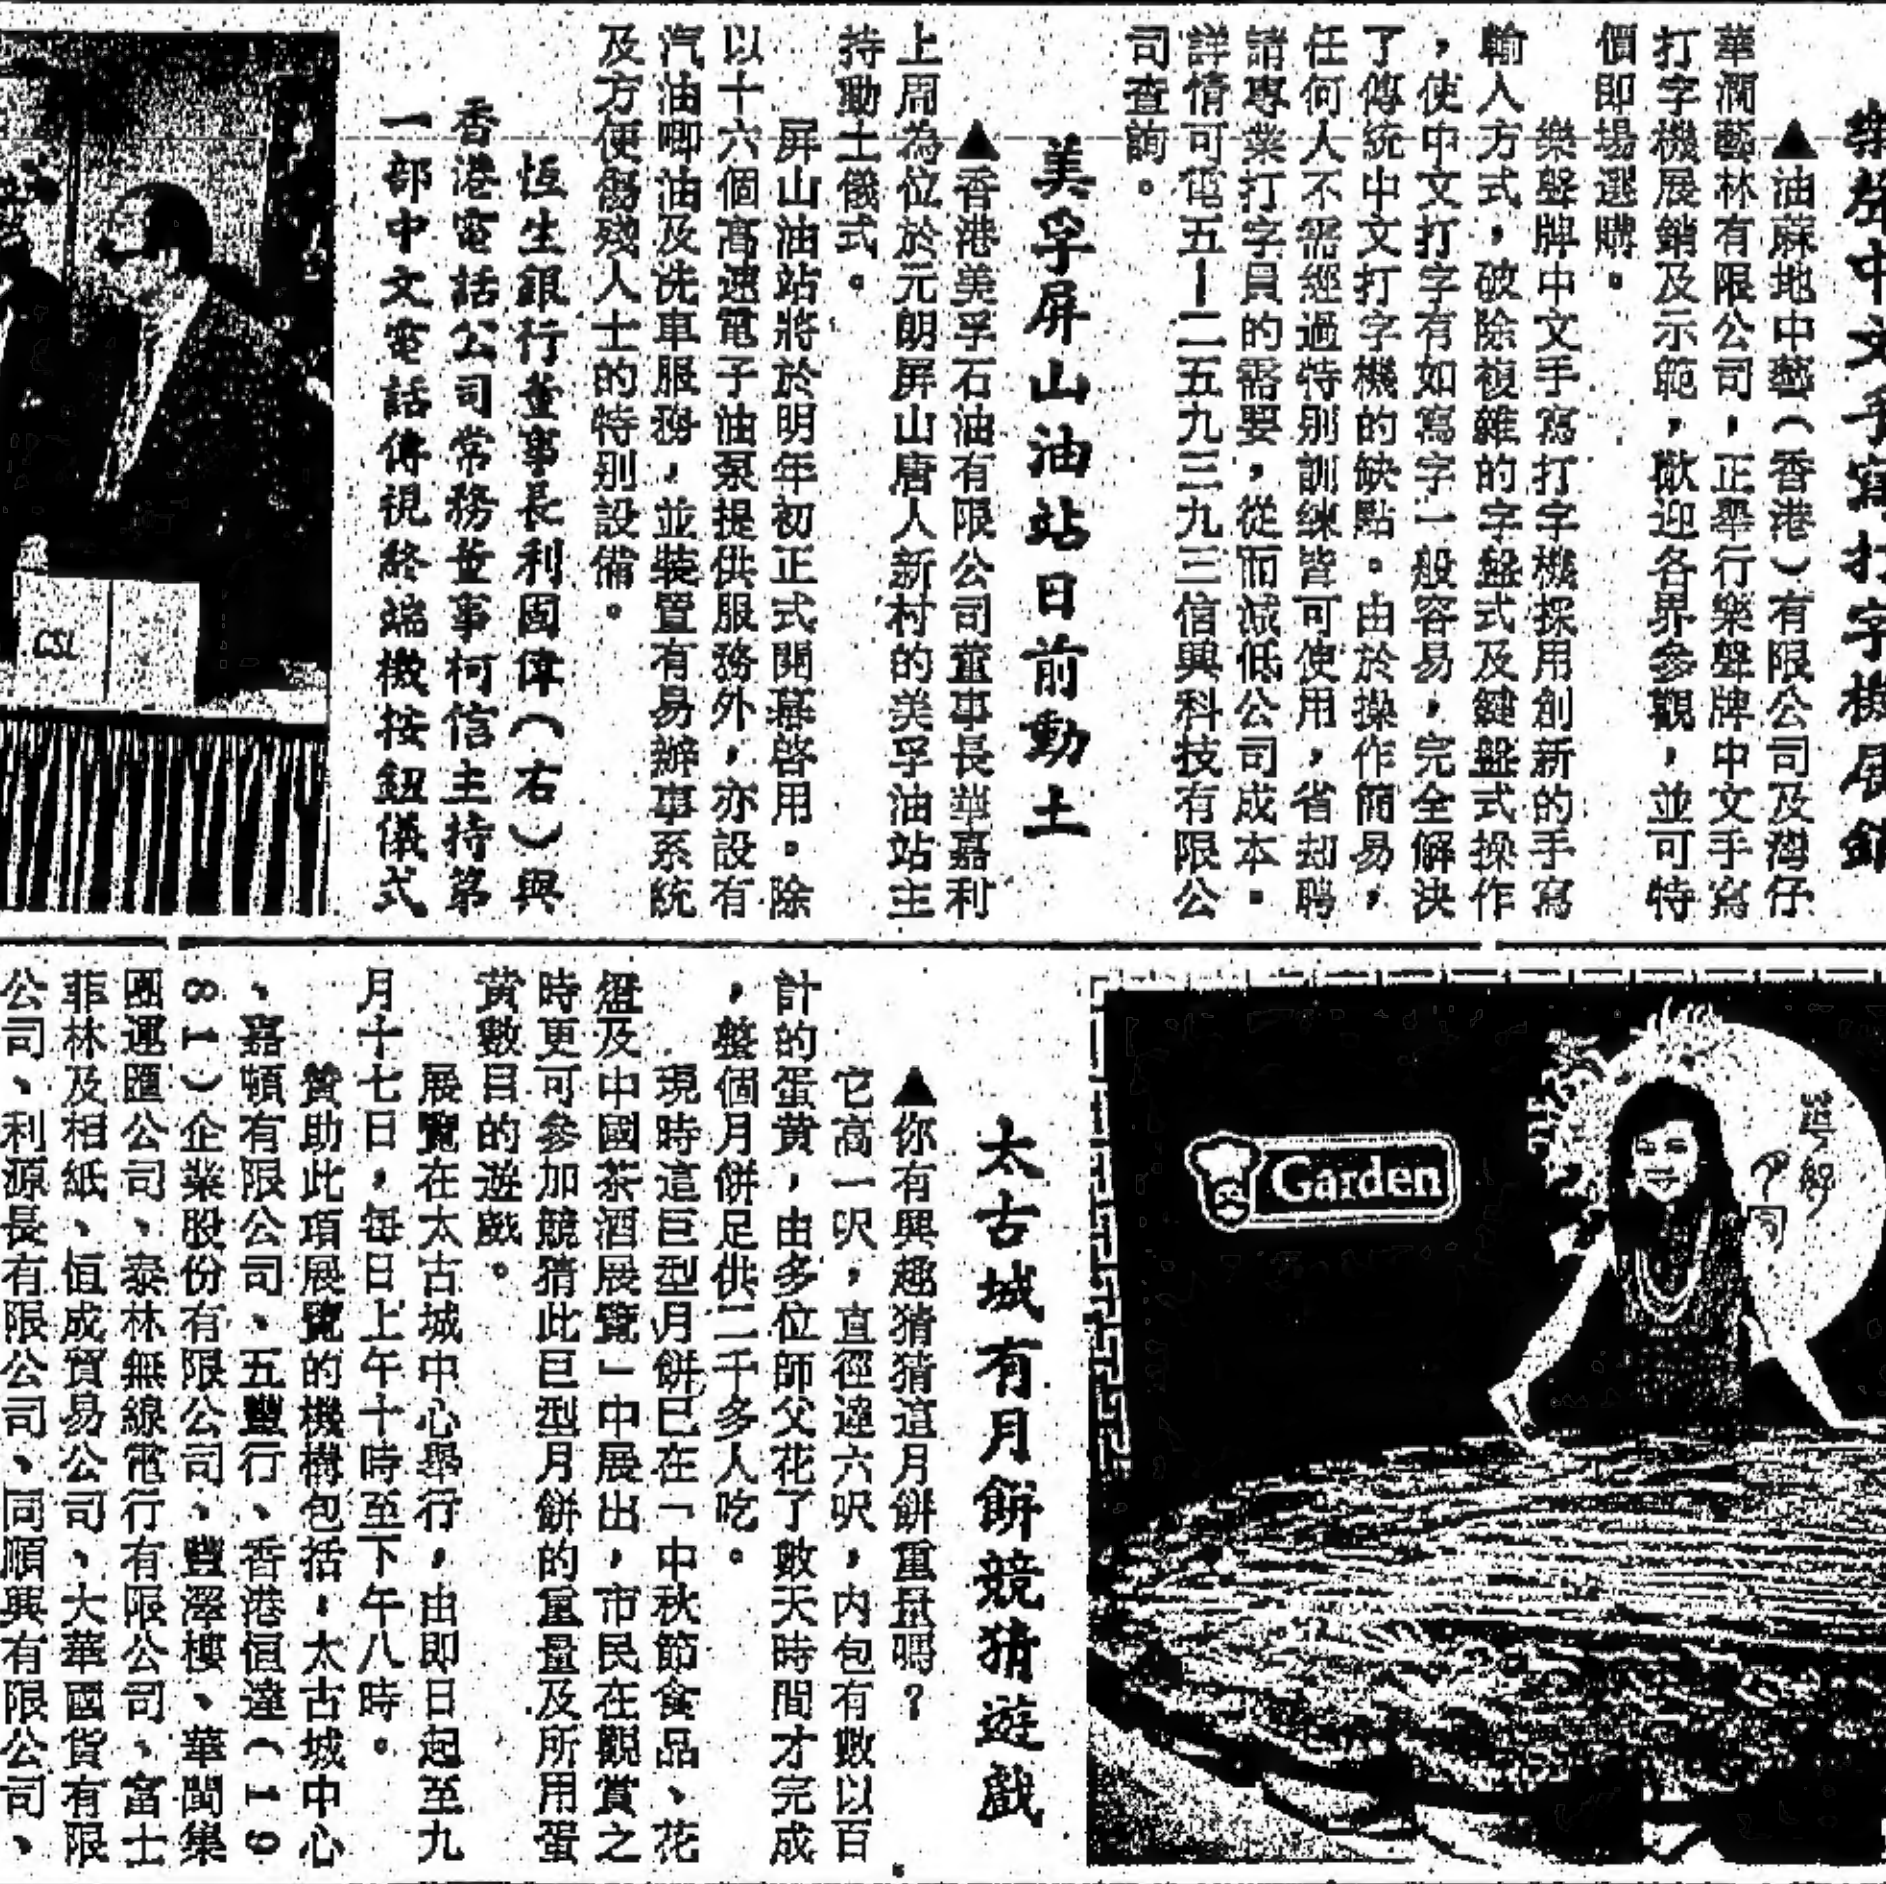 樂聲中文手寫打字機展銷
▲油蔴地中藝（香港）有限公司及灣仔
華潤藝林有限公司，正舉行樂聲牌中文手寫
打字機展銷及示範，歡迎各界參觀，並可特
價即場選購。
樂聲牌中文手寫打字機採用創新的手寫
輸入方式，破除複雜的字盤式及鍵盤式操作
，使中文打字有如寫字一般容易，完全解決
了傳統中文打字機的缺點。由於操作簡易，
任何人不需經過特別訓練皆可使用，省却聘
請專業打字員的需要，從而減低公司成本。
詳情可電五—二五九三九三信興科技有限公
司查詢。
美孚屏山油站日前動土
▲香港美孚石油有限公司董事長華嘉利
上周為位於元朗屏山唐人新村的美孚油站主
持動土儀式。
屏山油站將於明年初正式開幕啓用。除
以十六個高速電子油泵提供服務外，亦設有
汽油唧油及洗車服務，並裝置有易辦事系統
及方便傷殘人士的特別設備。
恆生銀行董事長利國偉（右）與
香港電話公司常務董事柯信主持第
一部中文電話傳視終端機按鈕儀式
CSL
Garden
太古城有月餅競猜遊戲
▲你有興趣猜猜這月餅重量嗎？
它高一呎，直徑達六呎，内包有數以百
計的蛋黄，由多位師父花了數天時間才完成
，整個月餅足供二千多人吃。
現時這巨型月餅已在「中秋節食品、花
燈及中國茶酒展覽」中展出，市民在觀賞之
時更可參加競猜此巨型月餅的重量及所用蛋
黄數目的遊戲。
展覽在太古城中心舉行，由即日起至九
月十七日，每日上午十時至下午八時。
贊助此項展覽的機構包括，太古城中心
、嘉頓有限公司、五豐行、香港恒達（19
81）企業股份有限公司、豐澤樓、華閩集
團運匯公司、泰林無線電行有限公司、富士
菲林及相紙、恒成貿易公司、大華國貨有限
公司、利源長有限公司、同順興有限公司、